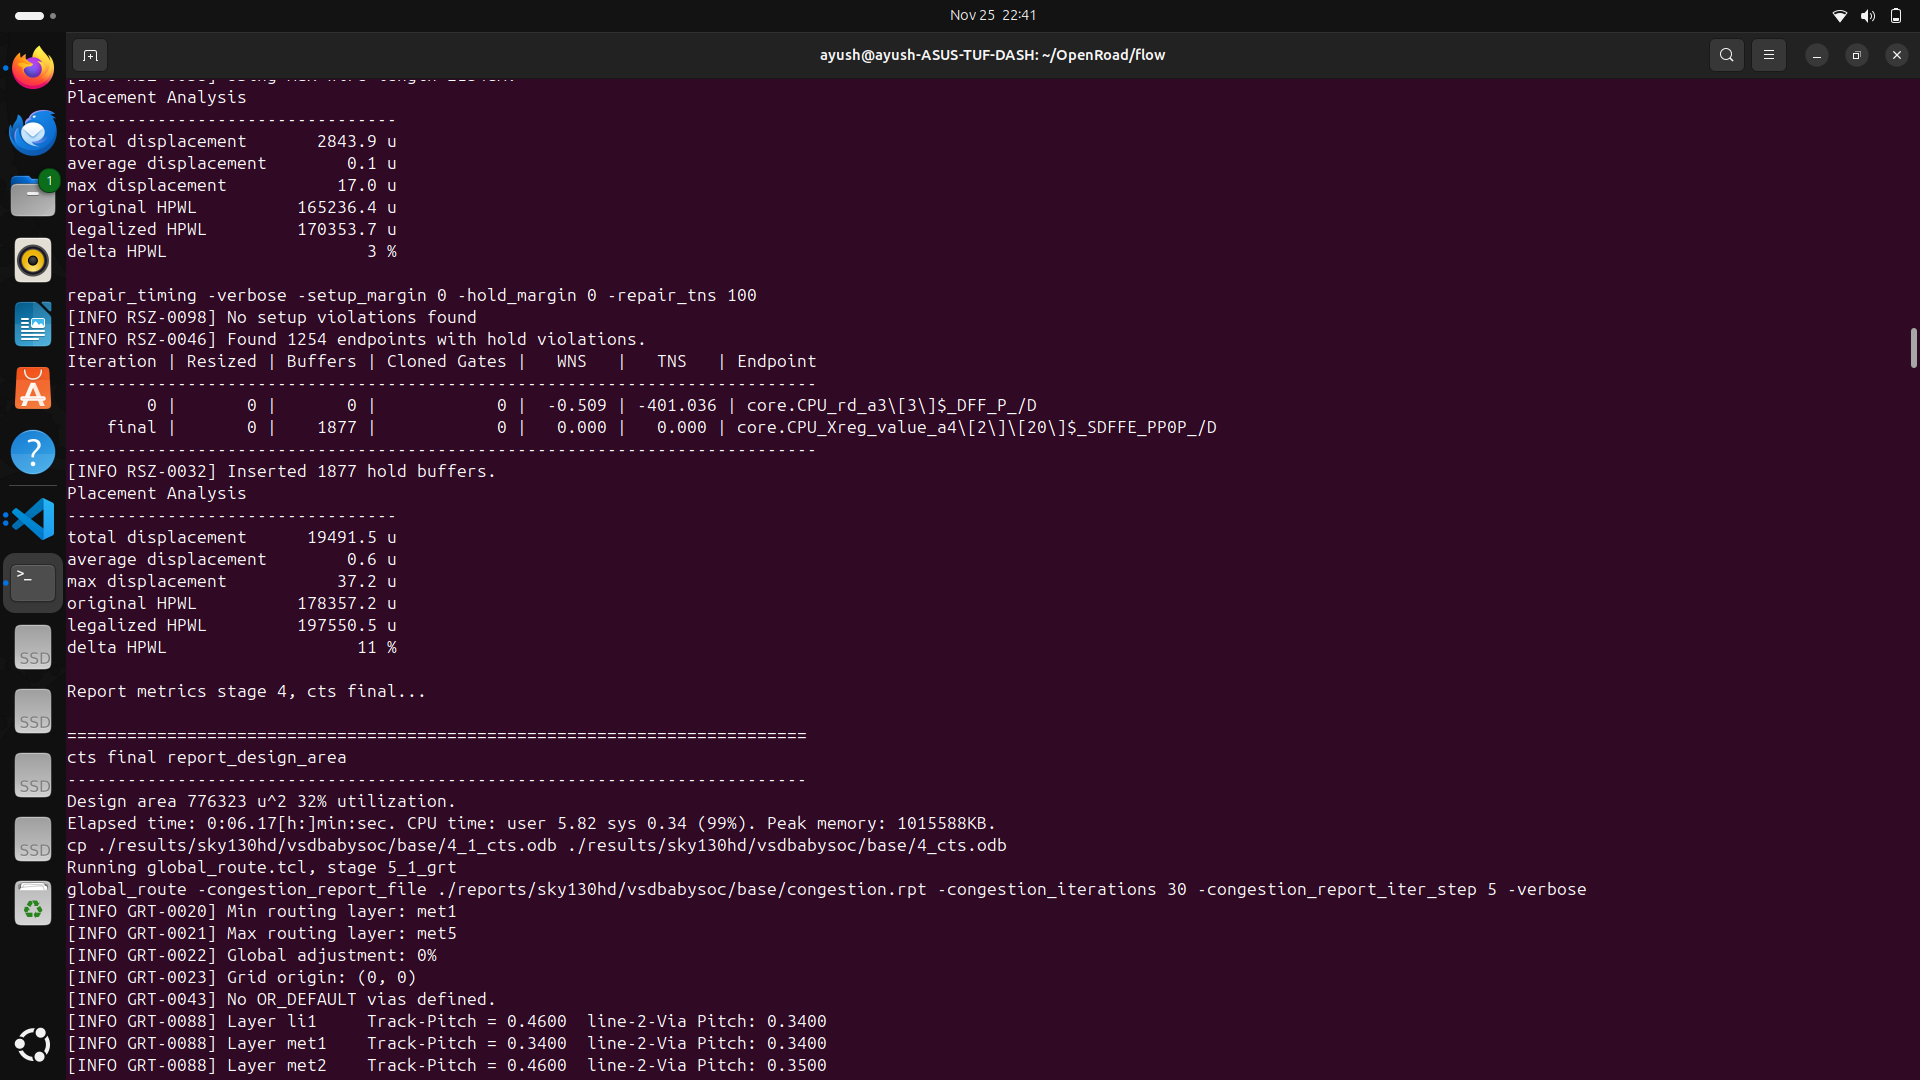 Nov 25 22:41
ayush@ayush-ASUS-TUF-DASH: ~/OpenRoad/flow
Placement Analysis
---------------------------------
total displacement       2843.9 u
average displacement        0.1 u
max displacement           17.0 u
original HPWL          165236.4 u
legalized HPWL         170353.7 u
delta HPWL                    3 %
repair_timing -verbose -setup_margin 0 -hold_margin 0 -repair_tns 100
[INFO RSZ-0098] No setup violations found
[INFO RSZ-0046] Found 1254 endpoints with hold violations.
Iteration | Resized | Buffers | Cloned Gates |   WNS   |   TNS   | Endpoint
---------------------------------------------------------------------------
        0 |       0 |       0 |            0 |  -0.509 | -401.036 | core.CPU_rd_a3\[3\]$_DFF_P_/D
    final |       0 |    1877 |            0 |   0.000 |   0.000 | core.CPU_Xreg_value_a4\[2\]\[20\]$_SDFFE_PP0P_/D
---------------------------------------------------------------------------
[INFO RSZ-0032] Inserted 1877 hold buffers.
Placement Analysis
---------------------------------
total displacement      19491.5 u
average displacement        0.6 u
max displacement           37.2 u
original HPWL          178357.2 u
legalized HPWL         197550.5 u
delta HPWL                   11 %
Report metrics stage 4, cts final...
==========================================================================
cts final report_design_area
--------------------------------------------------------------------------
Design area 776323 u^2 32% utilization.
Elapsed time: 0:06.17[h:]min:sec. CPU time: user 5.82 sys 0.34 (99%). Peak memory: 1015588KB.
cp ./results/sky130hd/vsdbabysoc/base/4_1_cts.odb ./results/sky130hd/vsdbabysoc/base/4_cts.odb
Running global_route.tcl, stage 5_1_grt
global_route -congestion_report_file ./reports/sky130hd/vsdbabysoc/base/congestion.rpt -congestion_iterations 30 -congestion_report_iter_step 5 -verbose
[INFO GRT-0020] Min routing layer: met1
[INFO GRT-0021] Max routing layer: met5
[INFO GRT-0022] Global adjustment: 0%
[INFO GRT-0023] Grid origin: (0, 0)
[INFO GRT-0043] No OR_DEFAULT vias defined.
[INFO GRT-0088] Layer li1     Track-Pitch = 0.4600  line-2-Via Pitch: 0.3400
[INFO GRT-0088] Layer met1    Track-Pitch = 0.3400  line-2-Via Pitch: 0.3400
[INFO GRT-0088] Layer met2    Track-Pitch = 0.4600  line-2-Via Pitch: 0.3500
1
SSD
SSD
SSD
SSD